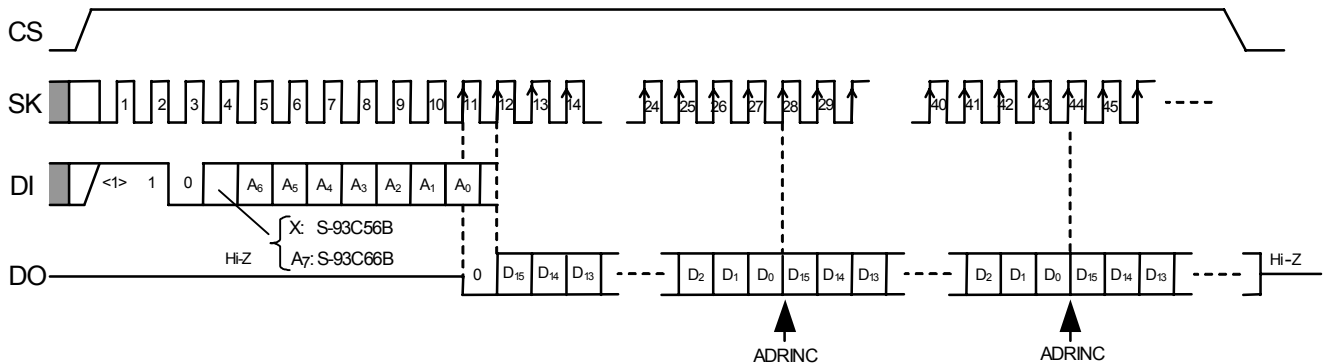 CS
SK 1 2 3 4 5 6 7 8 9 10 11 12 13 14 24 25 26 27 28 29 40 41 42 43 44 45
DI <1> 1 0 A6 A5 A4 A3 A2 A1 A0
X: S-93C56B
A7: S-93C66B
Hi-Z
DO 0 D15 D14 D13 D2 D1 D0 D15 D14 D13 D2 D1 D0 D15 D14 D13 Hi-Z
ADRINC ADRINC